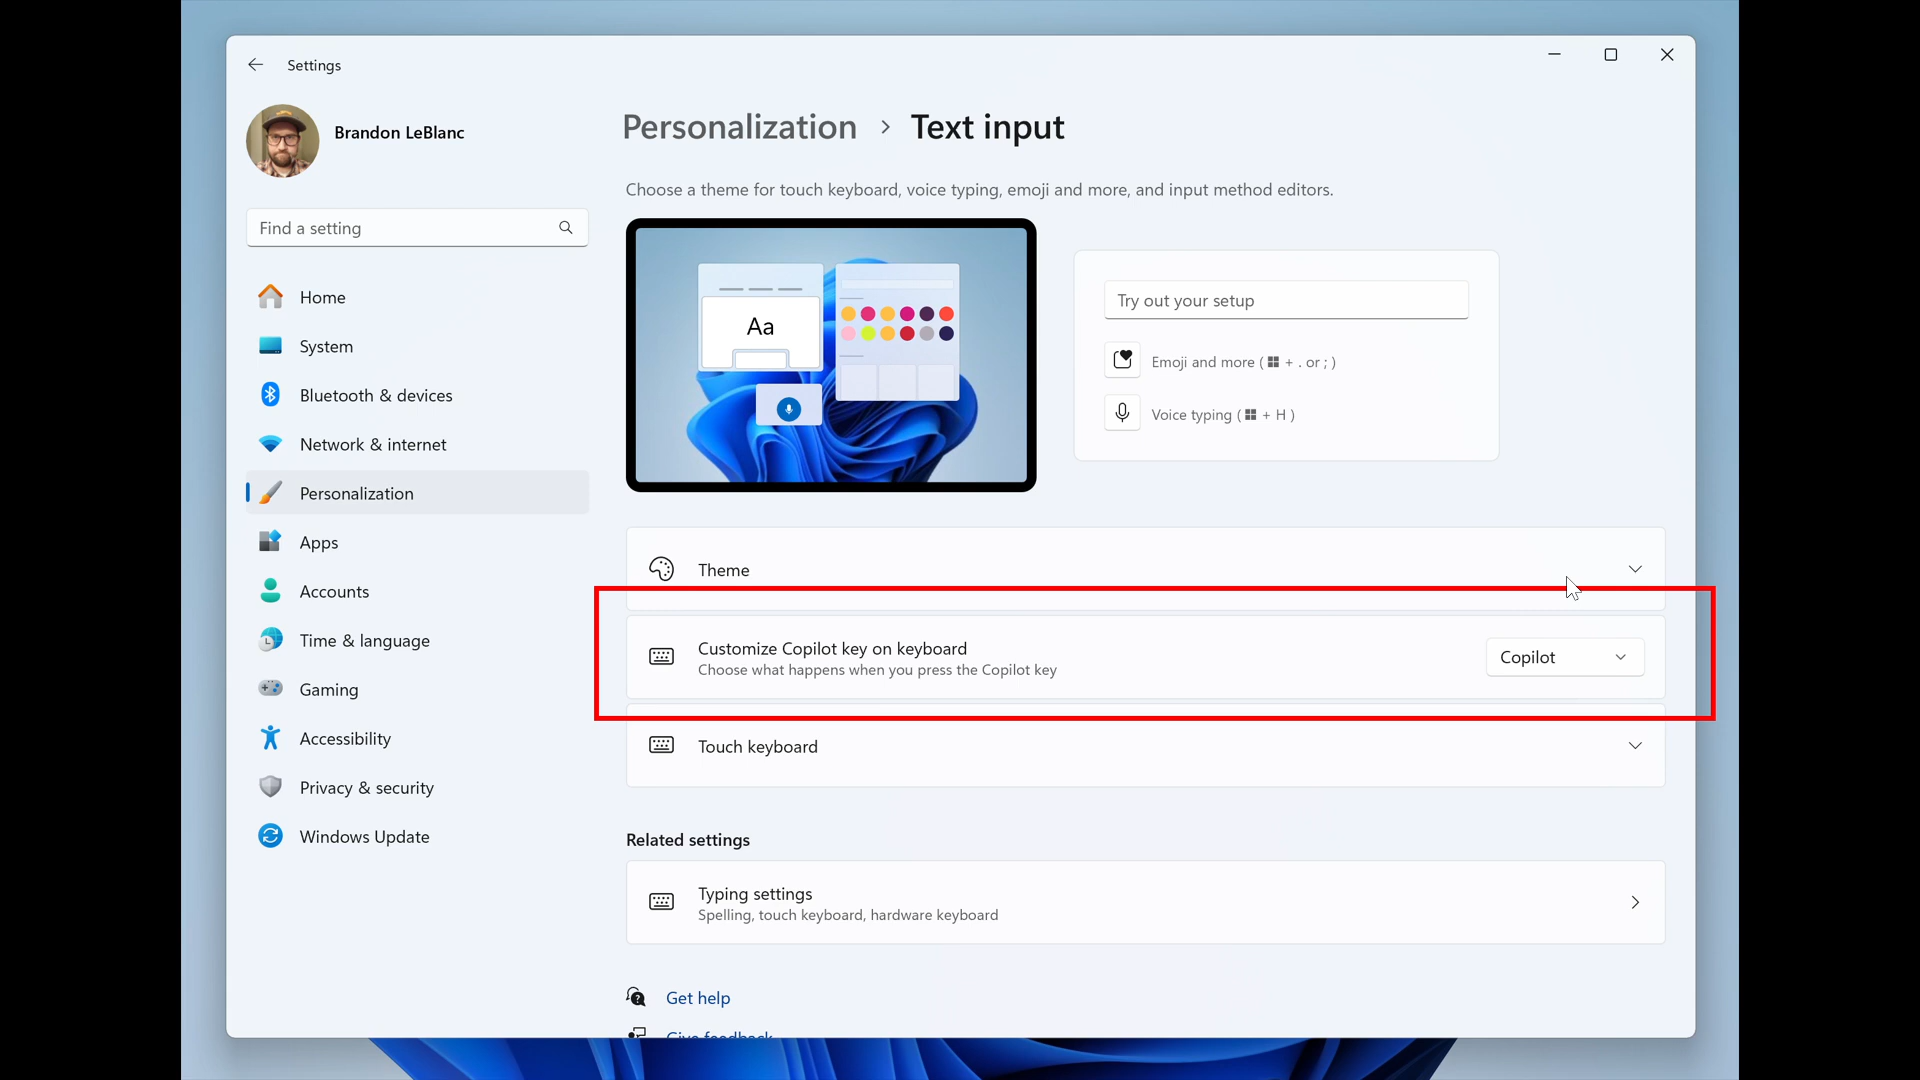 Settings
Brandon LeBlanc
Find a setting
Home
System
Bluetooth & devices
Network & internet
Personalization
Apps
Accounts
Time & language
Gaming
Accessibility
Privacy & security
Windows Update
Personalization > Text input
Choose a theme for touch keyboard, voice typing, emoji and more, and input method editors.
Aa
Try out your setup
Emoji and more ( + . or ; )
Voice typing ( + H )
Theme
Customize Copilot key on keyboard
Choose what happens when you press the Copilot key
Copilot
Touch keyboard
Related settings
Typing settings
Spelling, touch keyboard, hardware keyboard
Get help
Give feedback